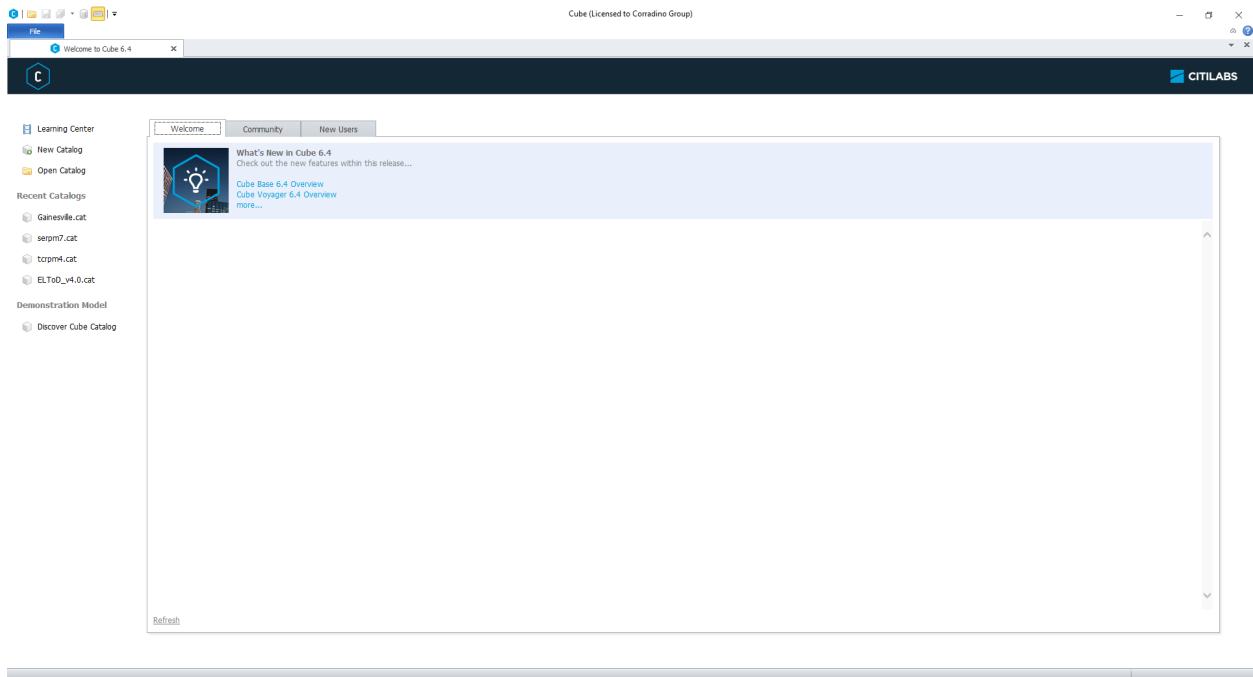 Cube (Licensed to Corradino Group)
File
Welcome to Cube 6.4
CITILABS
Learning Center
New Catalog
Open Catalog
Recent Catalogs
Gainesville.cat
serpm7.cat
tcrpm4.cat
ELToD_v4.0.cat
Demonstration Model
Discover Cube Catalog
Welcome
Community
New Users
What's New in Cube 6.4
Check out the new features within this release...
Cube Base 6.4 Overview
Cube Voyager 6.4 Overview
more...
Refresh